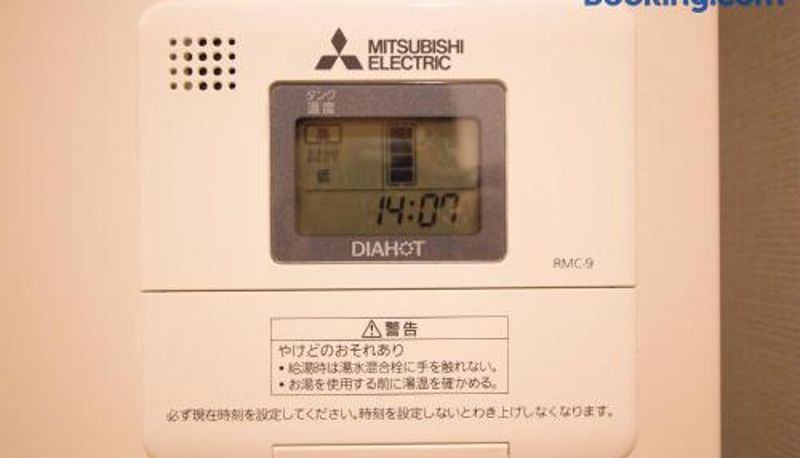 Booking.com
MITSUBISHI
ELECTRIC
タンク
温度
低
14:07
DIAHOT
RMC-9
警告
やけどのおそれあり
・給湯時は湯水混合栓に手を触れない。
・お湯を使用する前に湯温を確かめる。
必ず現在時刻を設定してください。時刻を設定しないとわき上げしなくなります。